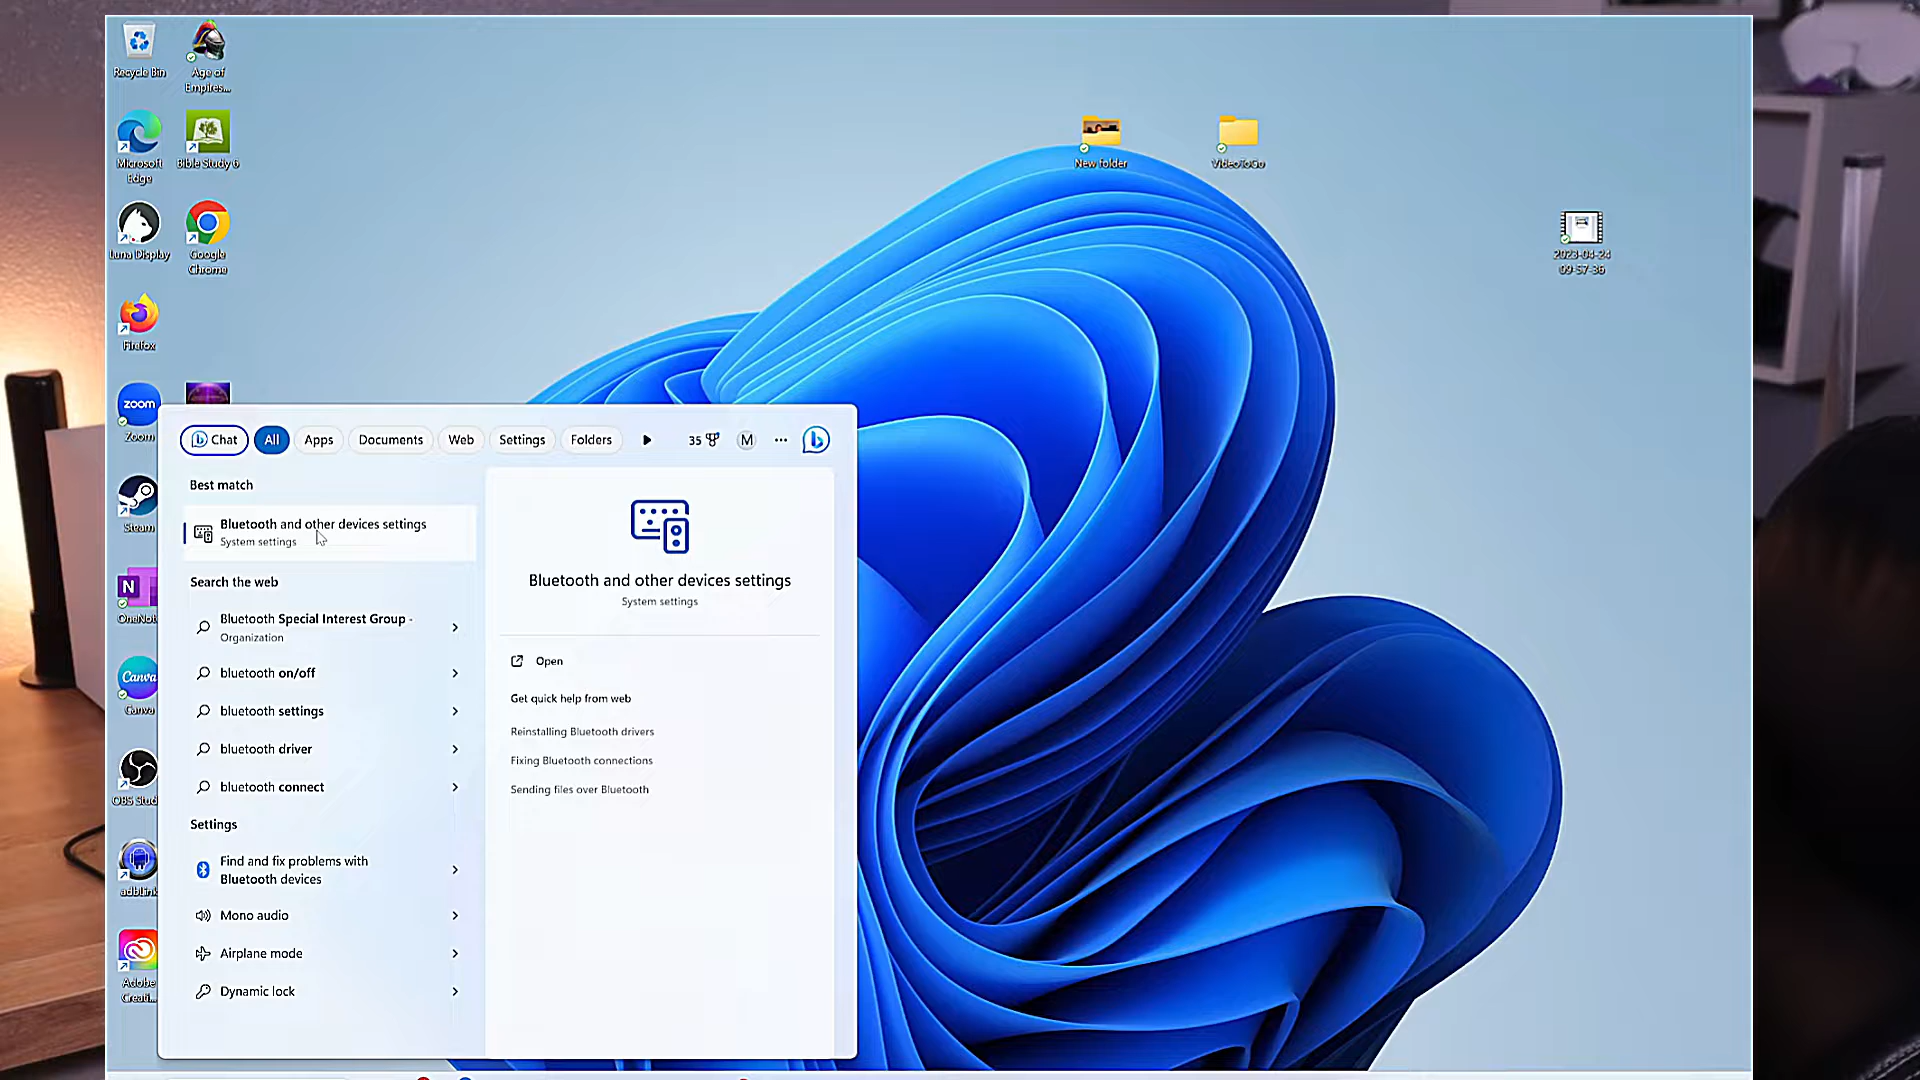 Recycle Bin
Age of
Empires...
Microsoft
Edge
Bible Study 6
Luna Display
Google
Chrome
Firefox
zoom
Zoom
Steam
N
OneNot
Canva
Canva
OBS Stud
adbLink
Adobe
Creati...
New folder
VideoToGo
2023-04-24
09-57-36
Chat
All
Apps
Documents
Web
Settings
Folders
35
M
Best match
Bluetooth and other devices settings
System settings
Search the web
Bluetooth Special Interest Group -
Organization
bluetooth on/off
bluetooth settings
bluetooth driver
bluetooth connect
Settings
Find and fix problems with
Bluetooth devices
Mono audio
Airplane mode
Dynamic lock
Bluetooth and other devices settings
System settings
Open
Get quick help from web
Reinstalling Bluetooth drivers
Fixing Bluetooth connections
Sending files over Bluetooth